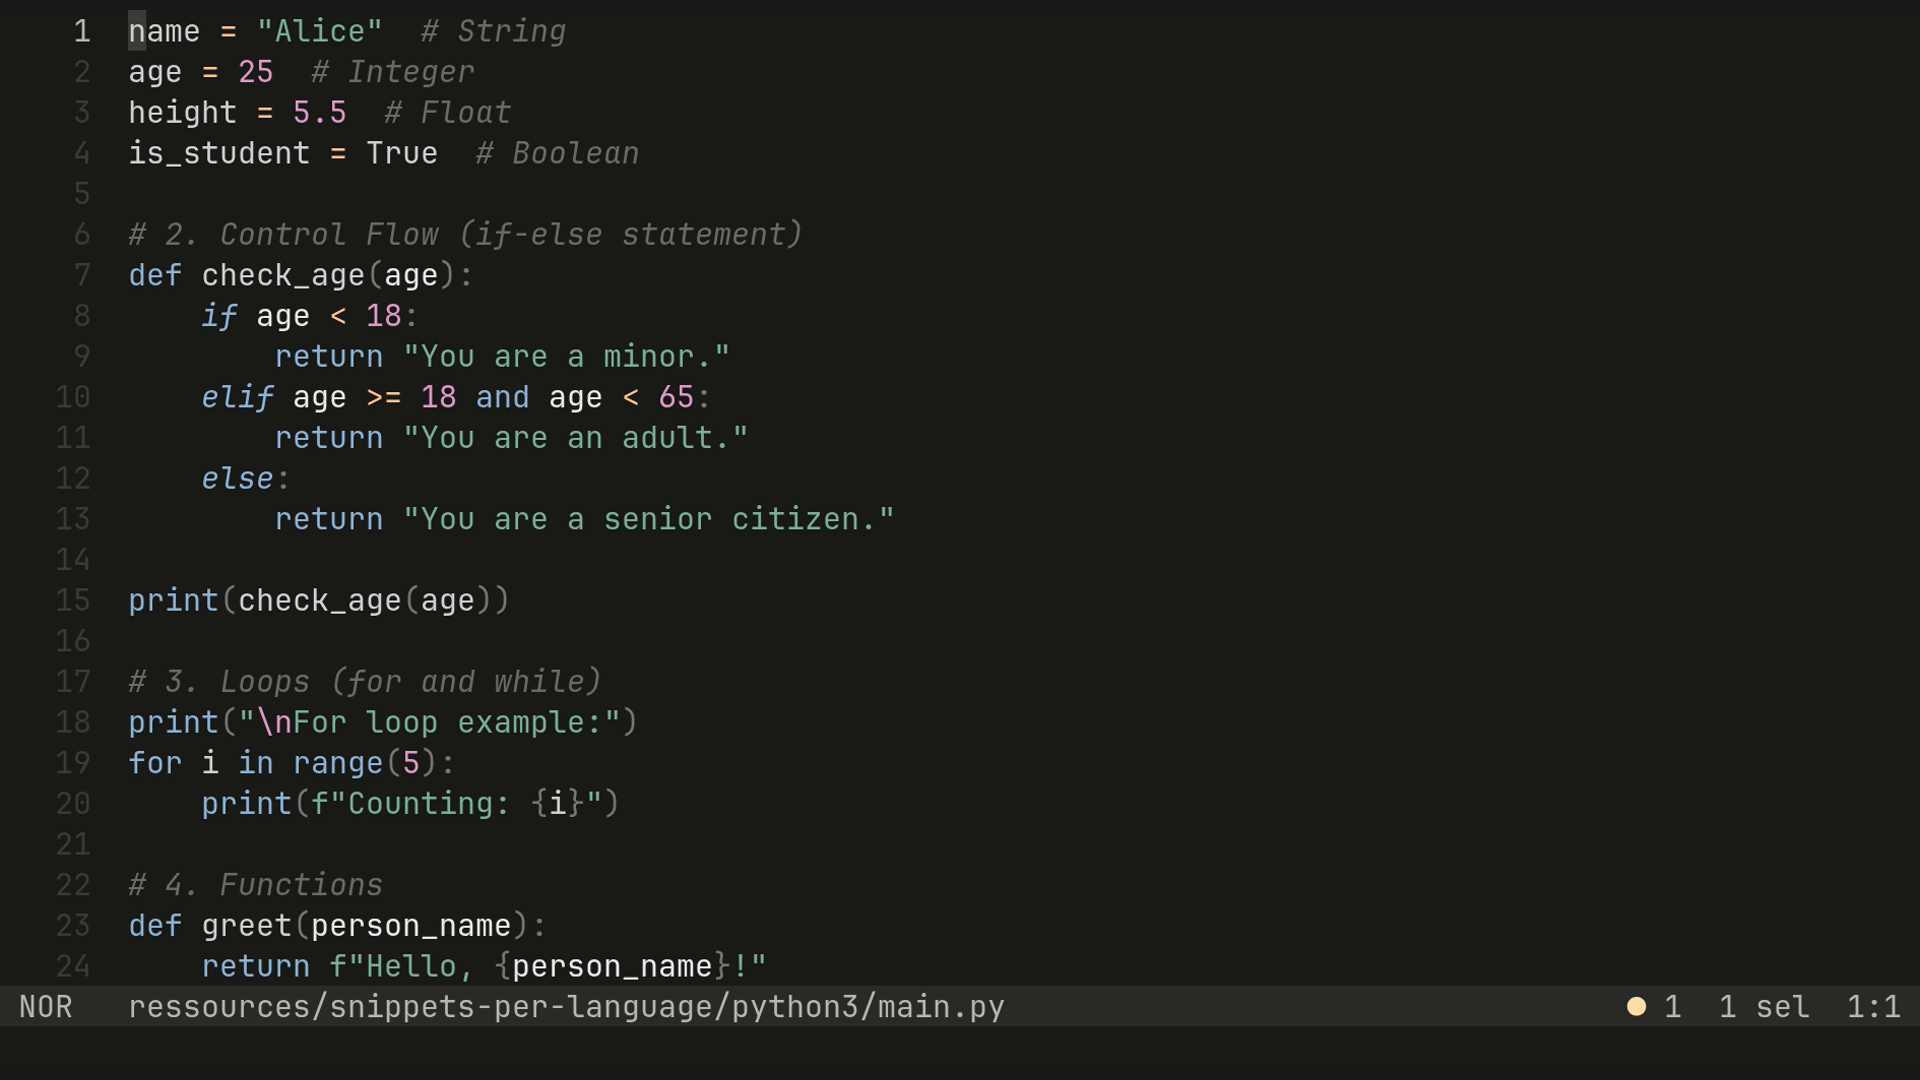 1 name = "Alice"  # String
2 age = 25  # Integer
3 height = 5.5  # Float
4 is_student = True  # Boolean
5
6 # 2. Control Flow (if-else statement)
7 def check_age(age):
8     if age < 18:
9         return "You are a minor."
10     elif age >= 18 and age < 65:
11         return "You are an adult."
12     else:
13         return "You are a senior citizen."
14
15 print(check_age(age))
16
17 # 3. Loops (for and while)
18 print("\nFor loop example:")
19 for i in range(5):
20     print(f"Counting: {i}")
21
22 # 4. Functions
23 def greet(person_name):
24     return f"Hello, {person_name}!"
NOR   ressources/snippets-per-language/python3/main.py   ● 1  1 sel  1:1